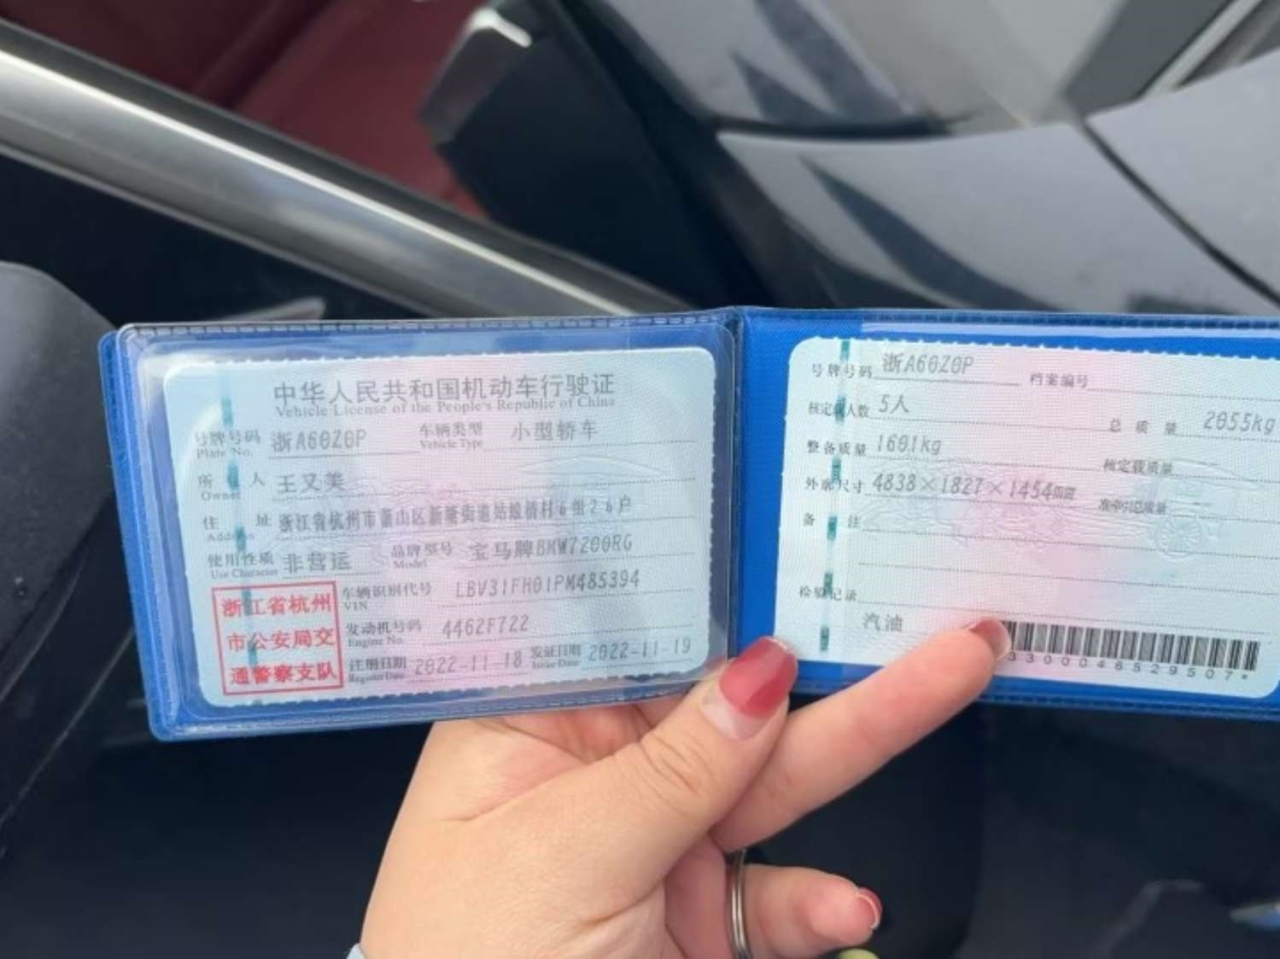 中华人民共和国机动车行驶证
Vehicle License of the People's Republic of China
号牌号码 浙A60Z0P 车辆类型 小型轿车
Plate No. Vehicle Type
所有人 王又美
Owner
住址 浙江省杭州市萧山区新塘街道姑娘桥村6组26户
Address
使用性质 非营运 品牌型号 宝马牌BMW7200RG
Use Character Model
浙江省杭州
市公安局交
通警察支队
车辆识别代号 LBV31FH01PM485394
VIN
发动机号码 4462F722
Engine No.
注册日期 2022-11-18 发证日期 2022-11-19
Register Date Issue Date
号牌号码 浙A60Z0P 档案编号
核定载人数 5人 总质量 2055kg
整备质量 1601kg 核定载质量 --
外廓尺寸 4838×1827×1454mm 准牵引总质量 --
备注
检验记录
汽油
3300046529507*